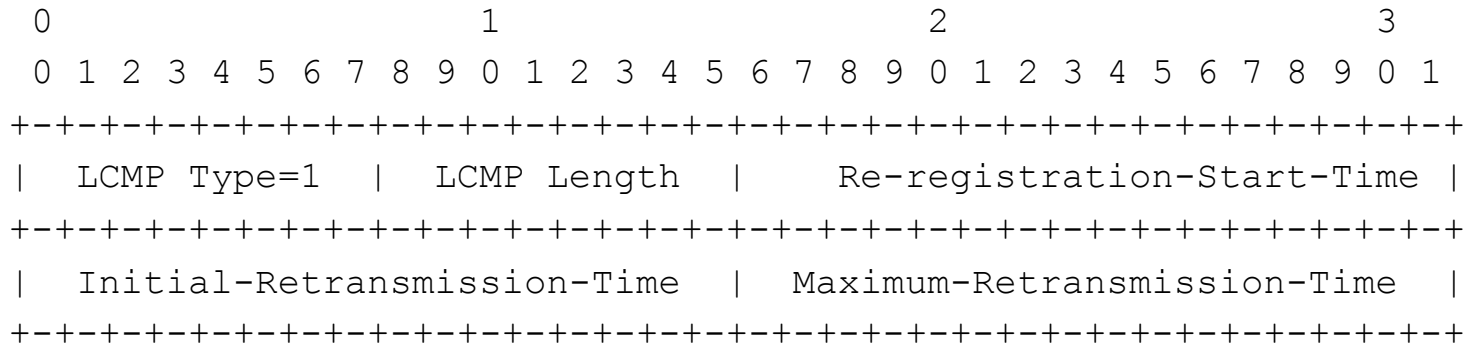 0                   1                   2                   3
 0 1 2 3 4 5 6 7 8 9 0 1 2 3 4 5 6 7 8 9 0 1 2 3 4 5 6 7 8 9 0 1
+-+-+-+-+-+-+-+-+-+-+-+-+-+-+-+-+-+-+-+-+-+-+-+-+-+-+-+-+-+-+-+-+
|  LCMP Type=1  |  LCMP Length  |    Re-registration-Start-Time |
+-+-+-+-+-+-+-+-+-+-+-+-+-+-+-+-+-+-+-+-+-+-+-+-+-+-+-+-+-+-+-+-+
|  Initial-Retransmission-Time  |  Maximum-Retransmission-Time  |
+-+-+-+-+-+-+-+-+-+-+-+-+-+-+-+-+-+-+-+-+-+-+-+-+-+-+-+-+-+-+-+-+